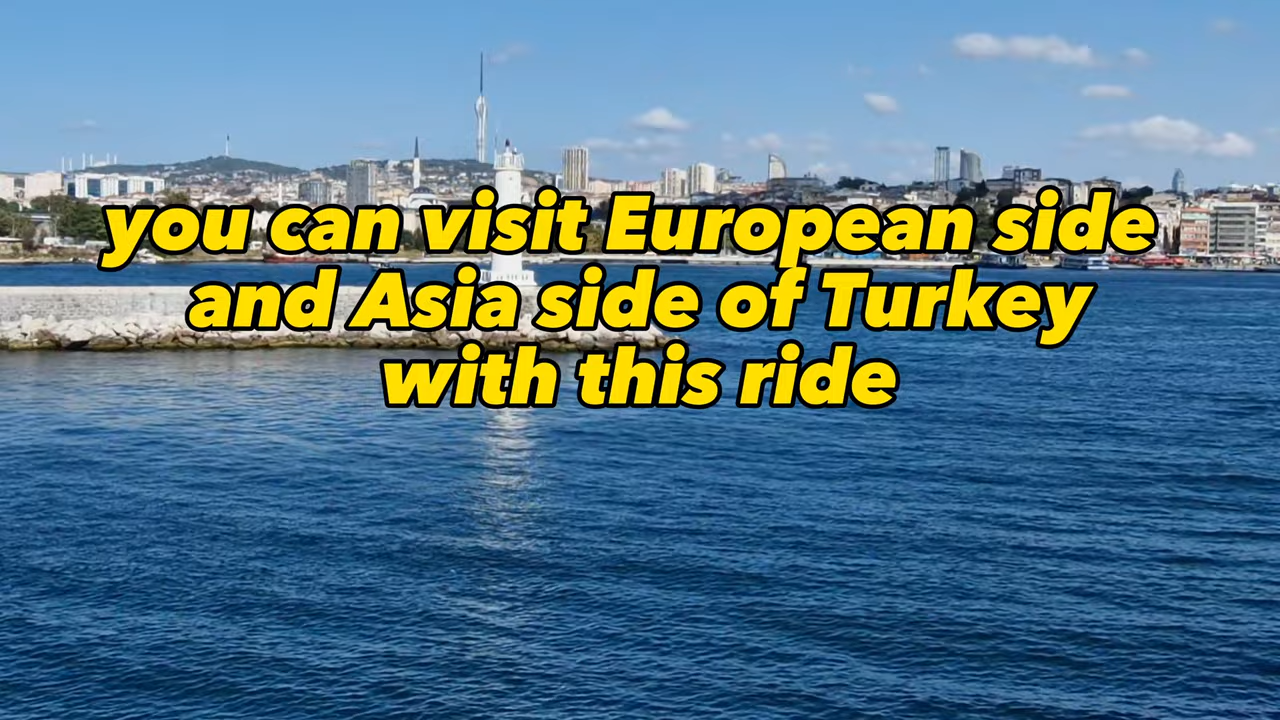 you can visit European side
and Asia side of Turkey
with this ride